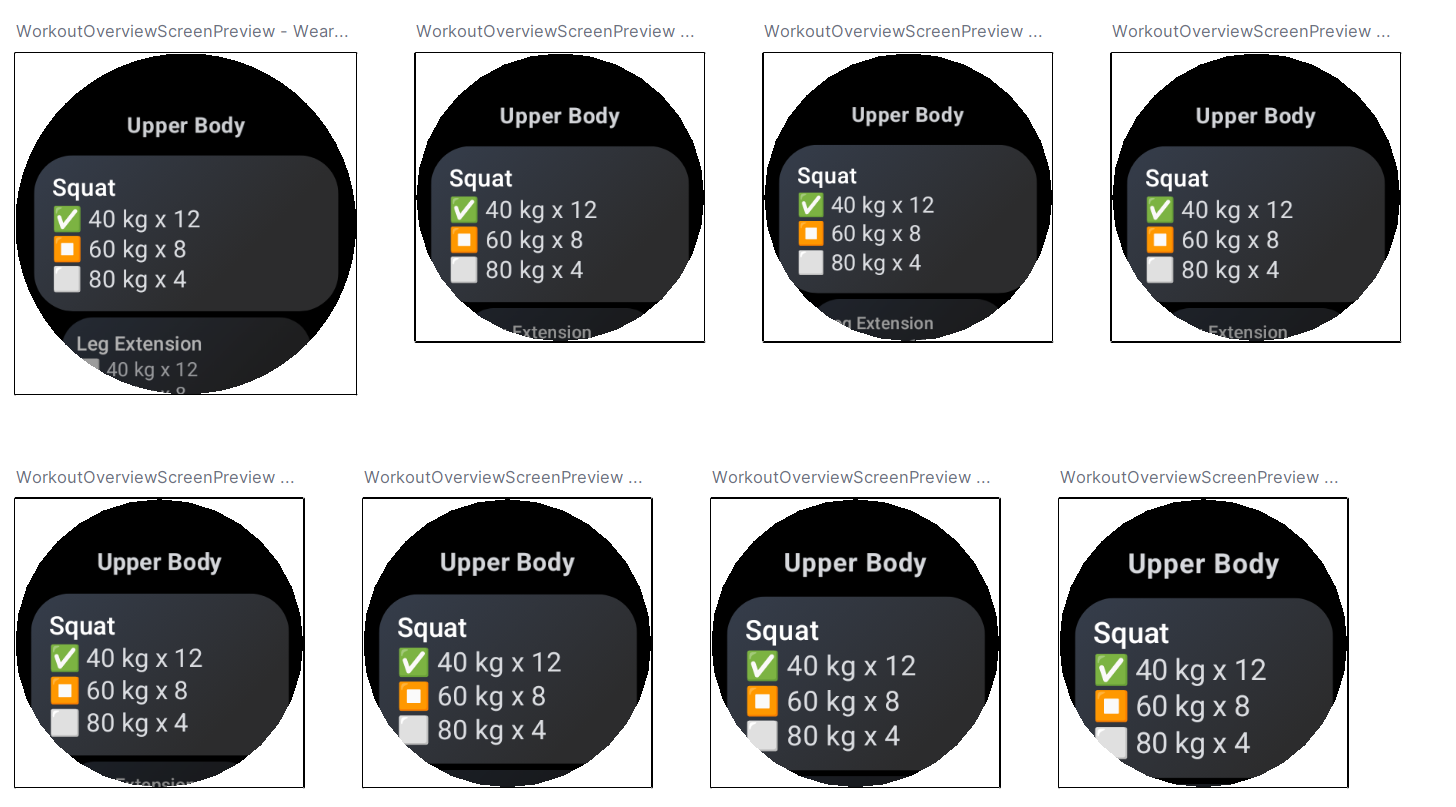 WorkoutOverviewScreenPreview - Wear...
Upper Body
Squat
✅ 40 kg x 12
⏹ 60 kg x 8
⬜ 80 kg x 4
Leg Extension
40 kg x 12
x 8
WorkoutOverviewScreenPreview ...
Upper Body
Squat
✅ 40 kg x 12
⏹ 60 kg x 8
⬜ 80 kg x 4
Extension
WorkoutOverviewScreenPreview ...
Upper Body
Squat
✅ 40 kg x 12
⏹ 60 kg x 8
⬜ 80 kg x 4
Extension
WorkoutOverviewScreenPreview ...
Upper Body
Squat
✅ 40 kg x 12
⏹ 60 kg x 8
⬜ 80 kg x 4
Extension
WorkoutOverviewScreenPreview ...
Upper Body
Squat
✅ 40 kg x 12
⏹ 60 kg x 8
⬜ 80 kg x 4
Extension
WorkoutOverviewScreenPreview ...
Upper Body
Squat
✅ 40 kg x 12
⏹ 60 kg x 8
⬜ 80 kg x 4
WorkoutOverviewScreenPreview ...
Upper Body
Squat
✅ 40 kg x 12
⏹ 60 kg x 8
⬜ 80 kg x 4
WorkoutOverviewScreenPreview ...
Upper Body
Squat
✅ 40 kg x 12
⏹ 60 kg x 8
⬜ 80 kg x 4